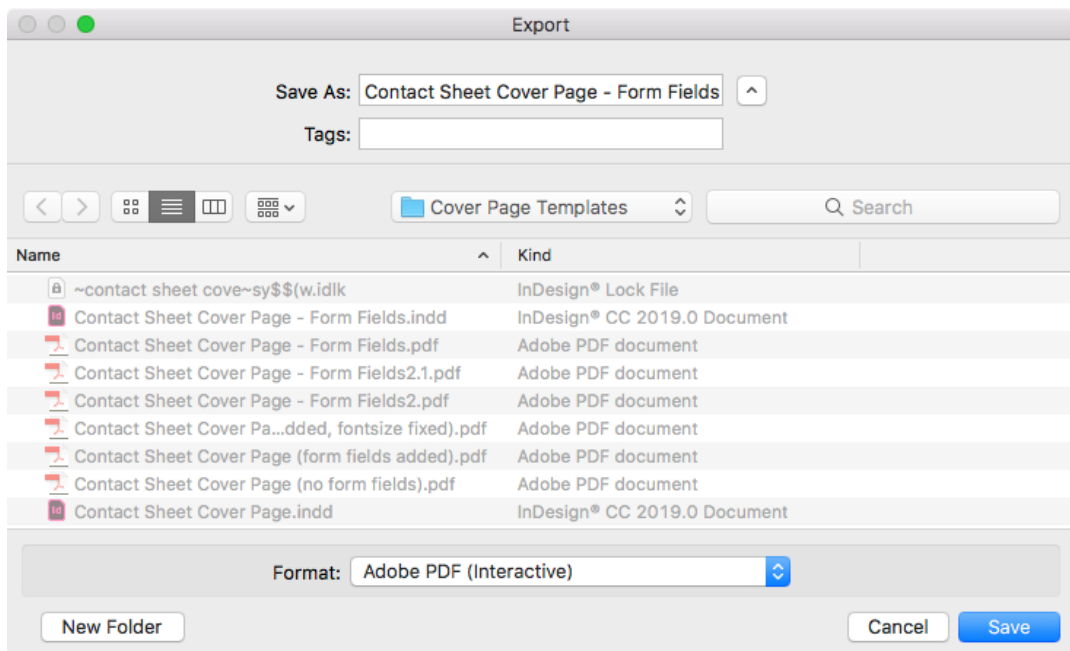 Export
Save As: Contact Sheet Cover Page - Form Fields
Tags:
Cover Page Templates Search
Name Kind
~contact sheet cove~sy$$(w.idlk InDesign® Lock File
Contact Sheet Cover Page - Form Fields.indd InDesign® CC 2019.0 Document
Contact Sheet Cover Page - Form Fields.pdf Adobe PDF document
Contact Sheet Cover Page - Form Fields2.1.pdf Adobe PDF document
Contact Sheet Cover Page - Form Fields2.pdf Adobe PDF document
Contact Sheet Cover Pa...dded, fontsize fixed).pdf Adobe PDF document
Contact Sheet Cover Page (form fields added).pdf Adobe PDF document
Contact Sheet Cover Page (no form fields).pdf Adobe PDF document
Contact Sheet Cover Page.indd InDesign® CC 2019.0 Document
Format: Adobe PDF (Interactive)
New Folder Cancel Save